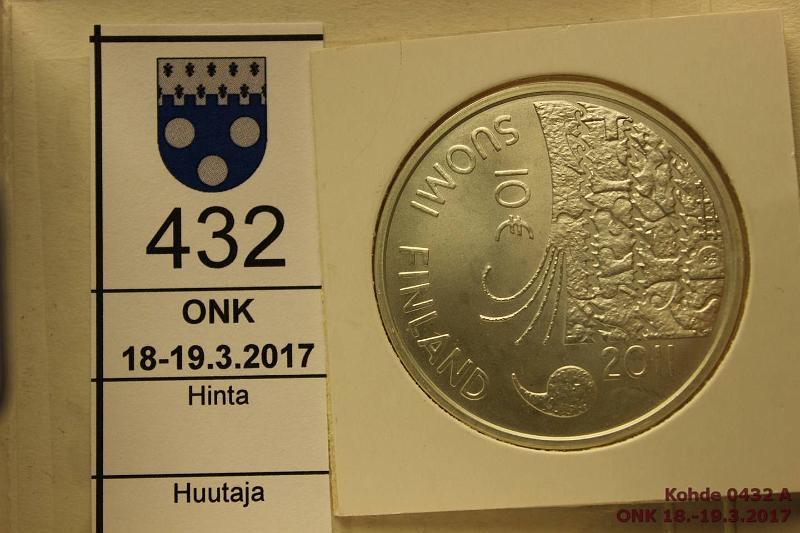 432
ONK
18-19.3.2017
Hinta
Huutaja
SUOMI FINLAND
10 €
2011
Kohde 0432 A
ONK 18.-19.3.2017